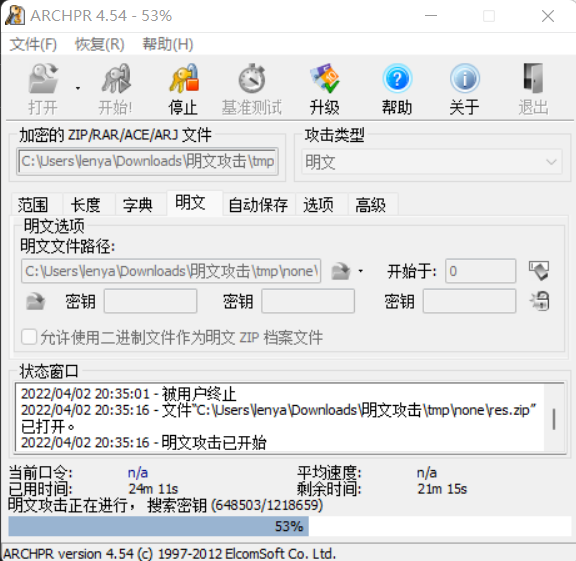 ARCHPR 4.54 - 53%
文件(F) 恢复(R) 帮助(H)
打开 开始! 停止 基准测试 升级 帮助 关于 退出
加密的 ZIP/RAR/ACE/ARJ 文件 攻击类型
C:\Users\lenya\Downloads\明文攻击\tmp 明文
范围 长度 字典 明文 自动保存 选项 高级
明文选项
明文文件路径:
C:\Users\lenya\Downloads\明文攻击\tmp\none\ 开始于: 0
密钥 密钥 密钥
允许使用二进制文件作为明文 ZIP 档案文件
状态窗口
2022/04/02 20:35:01 - 被用户终止
2022/04/02 20:35:16 - 文件“C:\Users\lenya\Downloads\明文攻击\tmp\none\res.zip”
已打开。
2022/04/02 20:35:16 - 明文攻击已开始
当前口令: n/a 平均速度: n/a
已用时间: 24m 11s 剩余时间: 21m 15s
明文攻击正在进行，搜索密钥 (648503/1218659)
53%
ARCHPR version 4.54 (c) 1997-2012 ElcomSoft Co. Ltd.